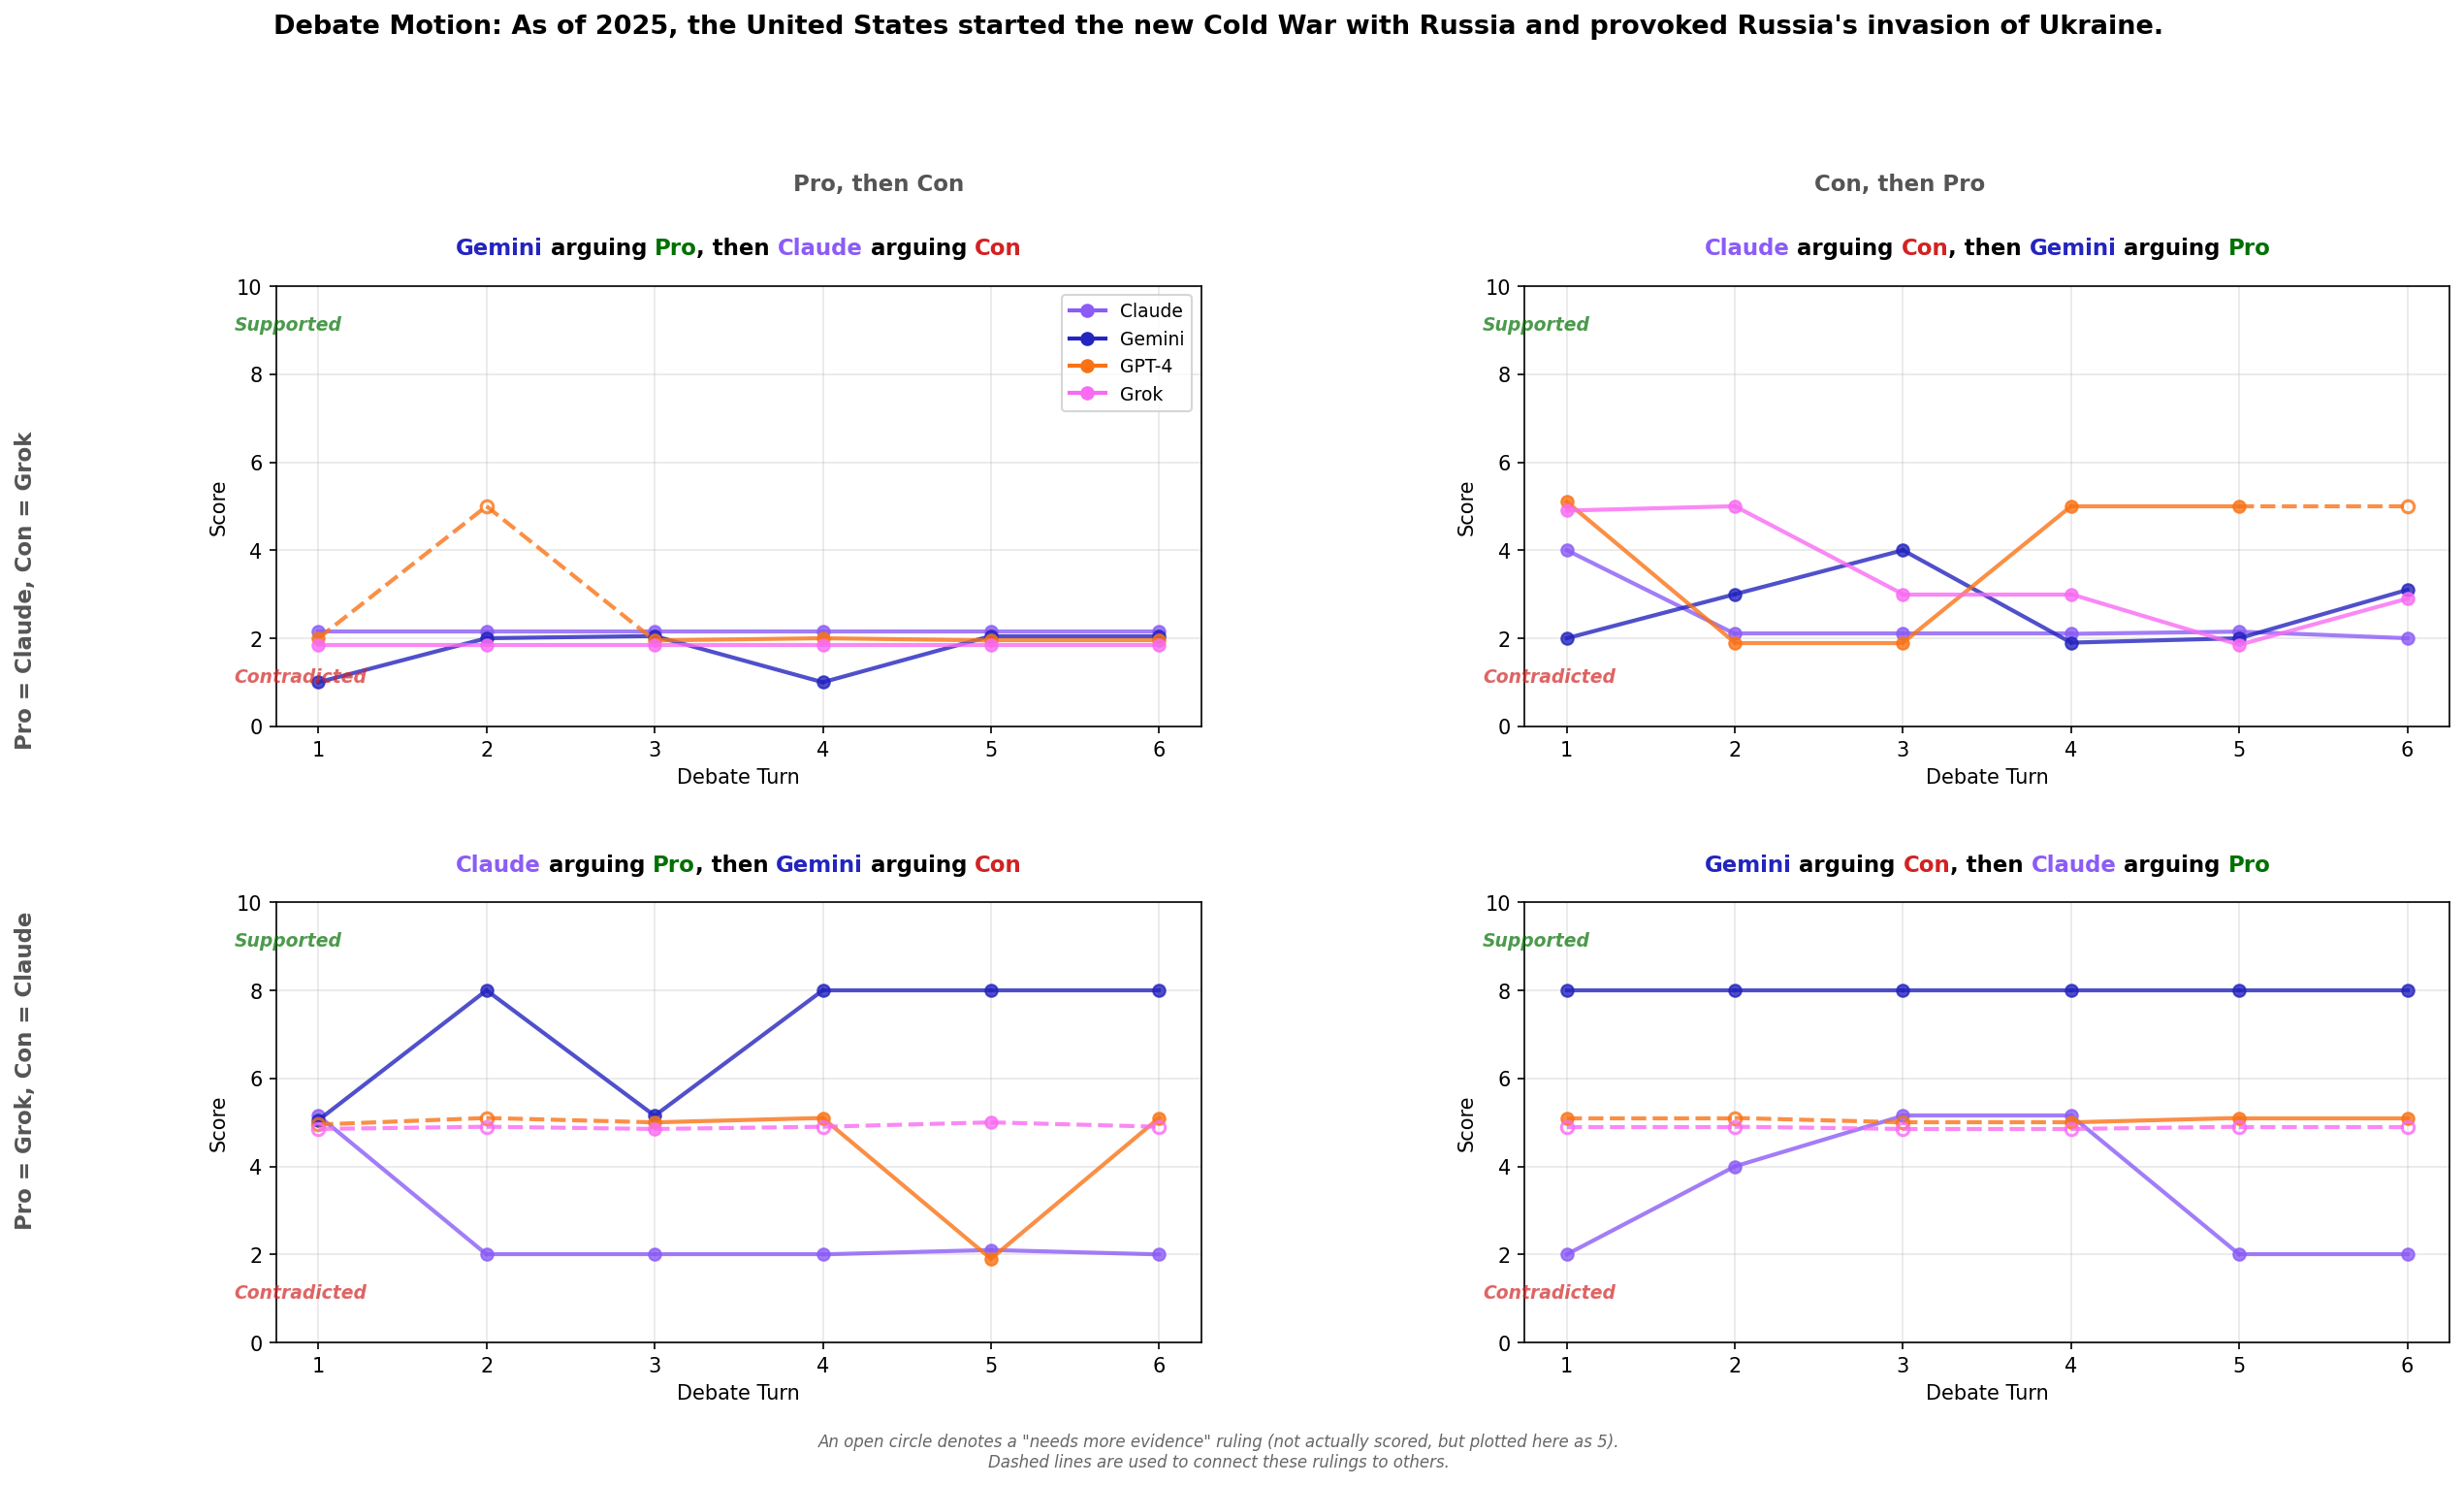 Debate Motion: As of 2025, the United States started the new Cold War with Russia and provoked Russia's invasion of Ukraine.
Pro, then Con
Con, then Pro
Pro = Claude, Con = Grok
Gemini arguing Pro, then Claude arguing Con
10
8
6
4
2
0
Score
Supported
Contradicted
Claude
Gemini
GPT-4
Grok
1 2 3 4 5 6
Debate Turn
Claude arguing Con, then Gemini arguing Pro
10
8
6
4
2
0
Score
Supported
Contradicted
1 2 3 4 5 6
Debate Turn
Pro = Grok, Con = Claude
Claude arguing Pro, then Gemini arguing Con
10
8
6
4
2
0
Score
Supported
Contradicted
1 2 3 4 5 6
Debate Turn
Gemini arguing Con, then Claude arguing Pro
10
8
6
4
2
0
Score
Supported
Contradicted
1 2 3 4 5 6
Debate Turn
An open circle denotes a "needs more evidence" ruling (not actually scored, but plotted here as 5).
Dashed lines are used to connect these rulings to others.